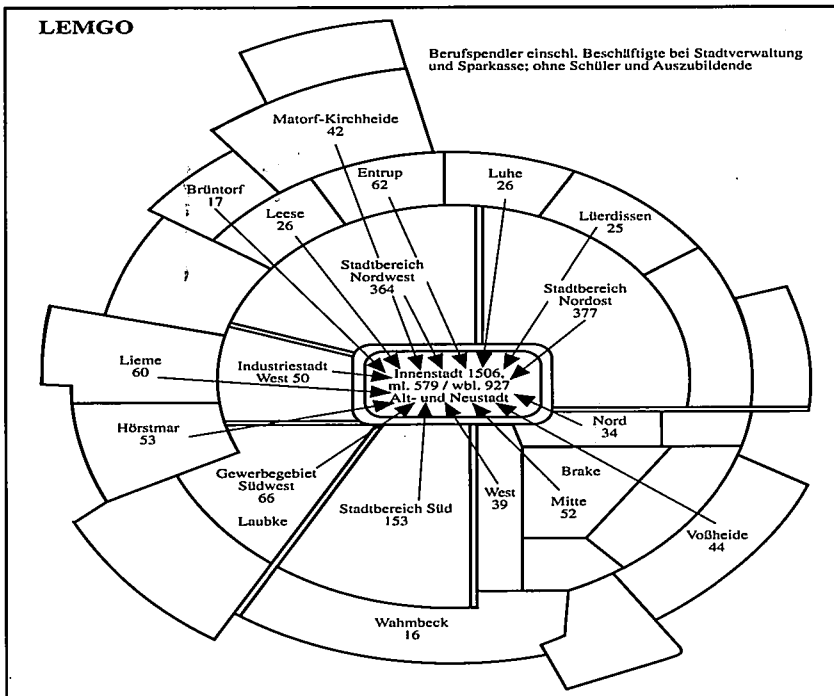 LEMGO
Berufspendler einschl. Beschäftigte bei Stadtverwaltung
und Sparkasse; ohne Schüler und Auszubildende
Matorf-Kirchheide
42
Entrup
62
Luhe
26
Brüntorf
17
Leese
26
Lüerdissen
25
Stadtbereich
Nordwest
364
Stadtbereich
Nordost
377
Lieme
60
Industriestadt
West 50
Innenstadt 1506,
ml. 579 / wbl. 927
Alt- und Neustadt
Hörstmar
53
Nord
34
Gewerbegebiet
Südwest
66
Laubke
Stadtbereich Süd
153
West
39
Brake
Mitte
52
Voßheide
44
Wahmbeck
16